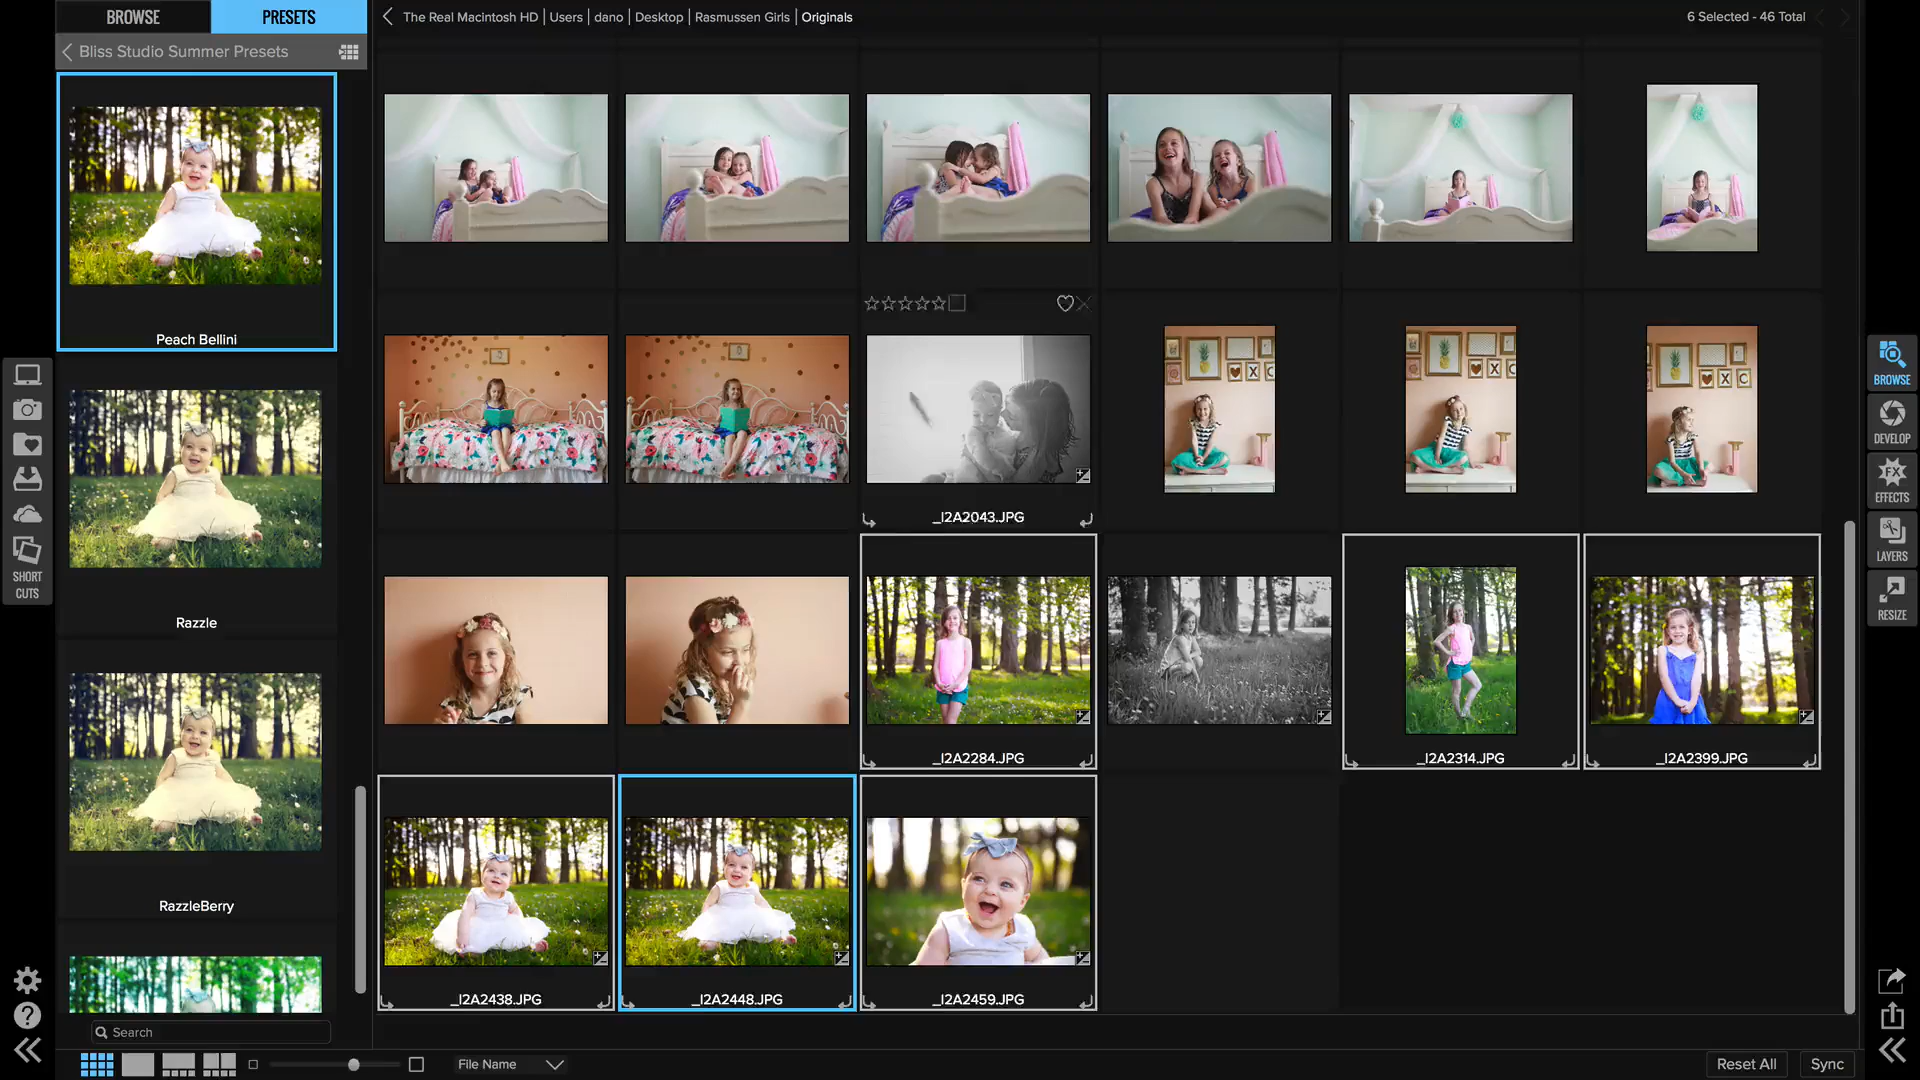 BROWSE
PRESETS
The Real Macintosh HD | Users | dano | Desktop | Rasmussen Girls | Originals
6 Selected - 46 Total
Bliss Studio Summer Presets
Peach Bellini
Razzle
RazzleBerry
Search
SHORT
CUTS
_I2A2043.JPG
_I2A2284.JPG
_I2A2314.JPG
_I2A2399.JPG
_I2A2438.JPG
_I2A2448.JPG
_I2A2459.JPG
BROWSE
DEVELOP
FX
EFFECTS
LAYERS
RESIZE
File Name
Reset All
Sync